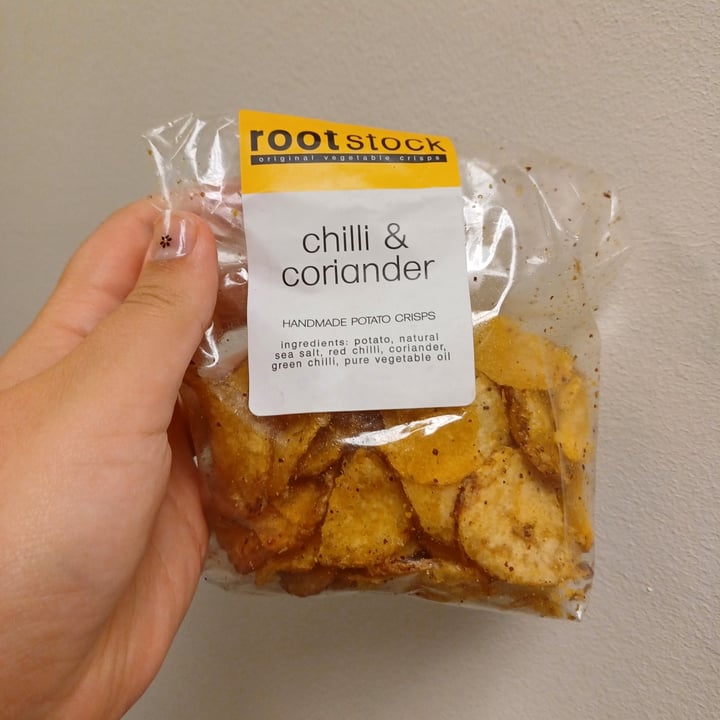 rootstock
original vegetable crisps
chilli &
coriander
HANDMADE POTATO CRISPS
ingredients: potato, natural
sea salt, red chilli, coriander,
green chilli, pure vegetable oil